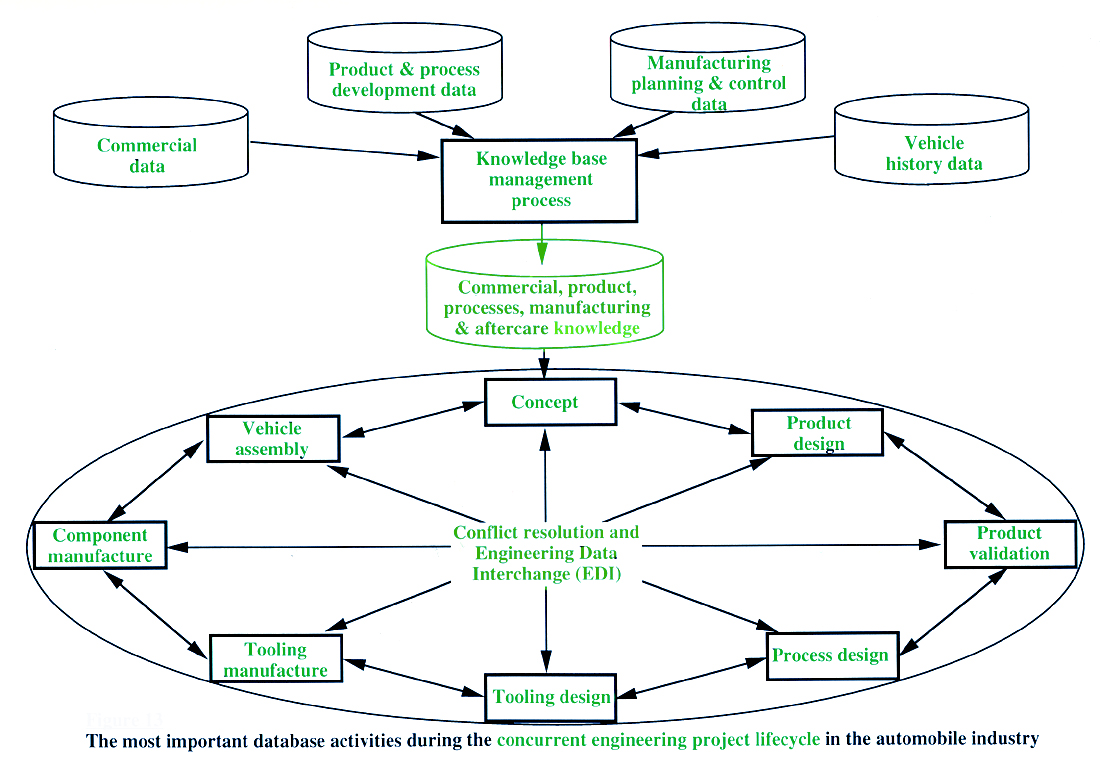 Product & process
development data
Manufacturing
planning & control
data
Commercial
data
Vehicle
history data
Knowledge base
management
process
Commercial, product,
processes, manufacturing
& aftercare knowledge
Concept
Vehicle
assembly
Product
design
Component
manufacture
Conflict resolution and
Engineering Data
Interchange (EDI)
Product
validation
Tooling
manufacture
Process design
Tooling design
The most important database activities during the concurrent engineering project lifecycle in the automobile industry